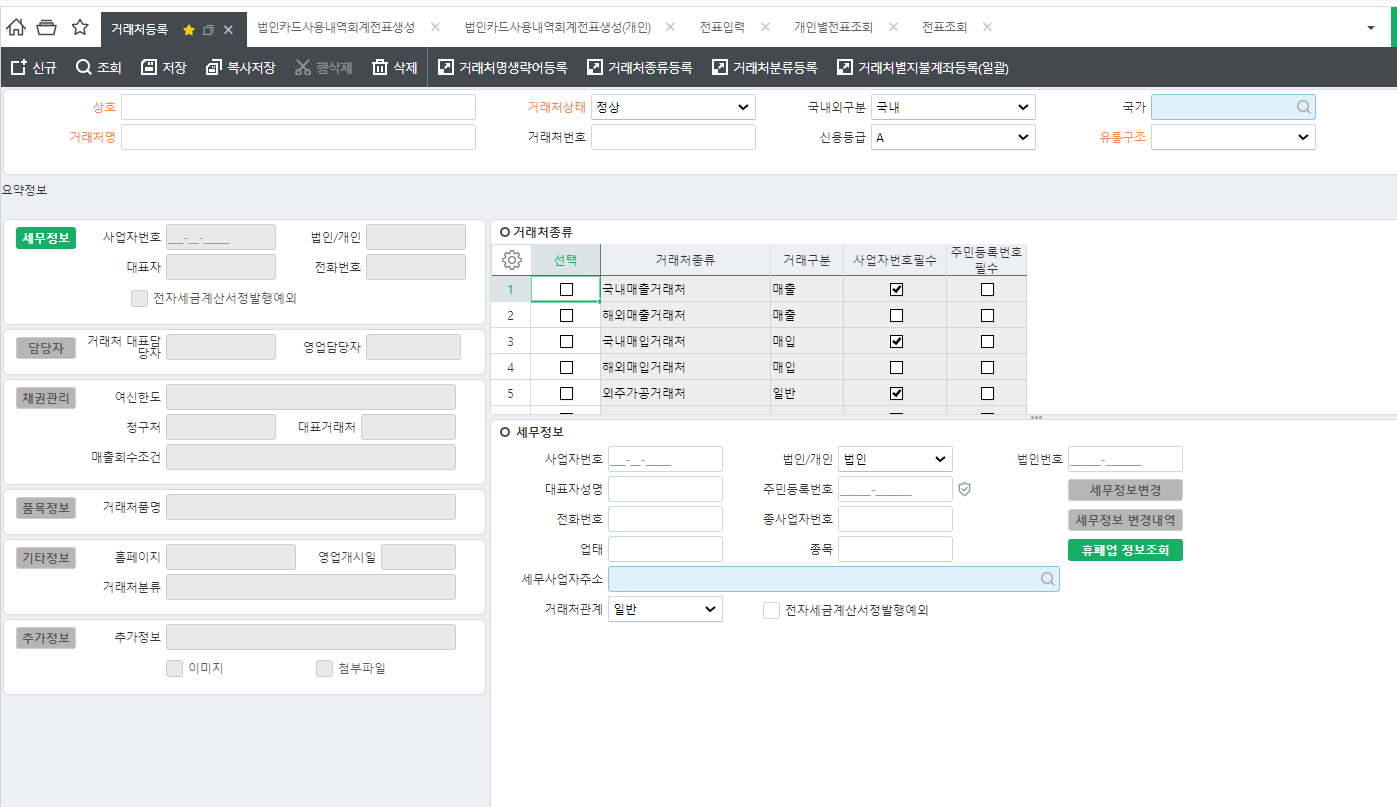 거래처등록 법인카드사용내역회계전표생성 법인카드사용내역회계전표생성(개인) 전표입력 개인별전표조회 전표조회
신규 조회 저장 복사저장 행삭제 삭제 거래처명생략어등록 거래처종류등록 거래처분류등록 거래처별지불계좌등록(일괄)
상호 거래처상태 정상 국내외구분 국내 국가
거래처명 거래처번호 신용등급 A 유통구조
요약정보
세무정보 사업자번호 ___-__-_____ 법인/개인
대표자 전화번호
전자세금계산서정발행예외
담당자 거래처 대표담당자 영업담당자
채권관리 여신한도
청구처 대표거래처
매출회수조건
품목정보 거래처품명
기타정보 홈페이지 영업개시일
거래처분류
추가정보 추가정보
이미지 첨부파일
거래처종류
선택 거래처종류 거래구분 사업자번호필수 주민등록번호필수
1 국내매출거래처 매출
2 해외매출거래처 매출
3 국내매입거래처 매입
4 해외매입거래처 매입
5 외주가공거래처 일반
세무정보
사업자번호 ___-__-_____ 법인/개인 법인 법인번호 ______-_______
대표자성명 주민등록번호 ______-_______ 세무정보변경
전화번호 종사업자번호 세무정보 변경내역
업태 종목 휴폐업 정보조회
세무사업자주소
거래처관계 일반 전자세금계산서정발행예외